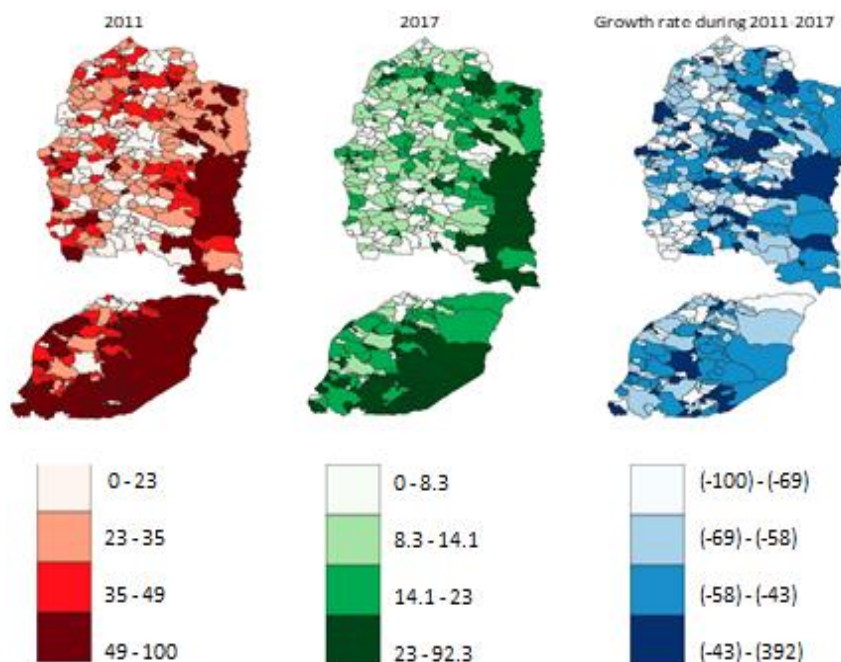 2011
2017
Growth rate during 2011-2017
0 - 23
23 - 35
35 - 49
49 - 100
0 - 8.3
8.3 - 14.1
14.1 - 23
23 - 92.3
(-100) - (-69)
(-69) - (-58)
(-58) - (-43)
(-43) - (392)